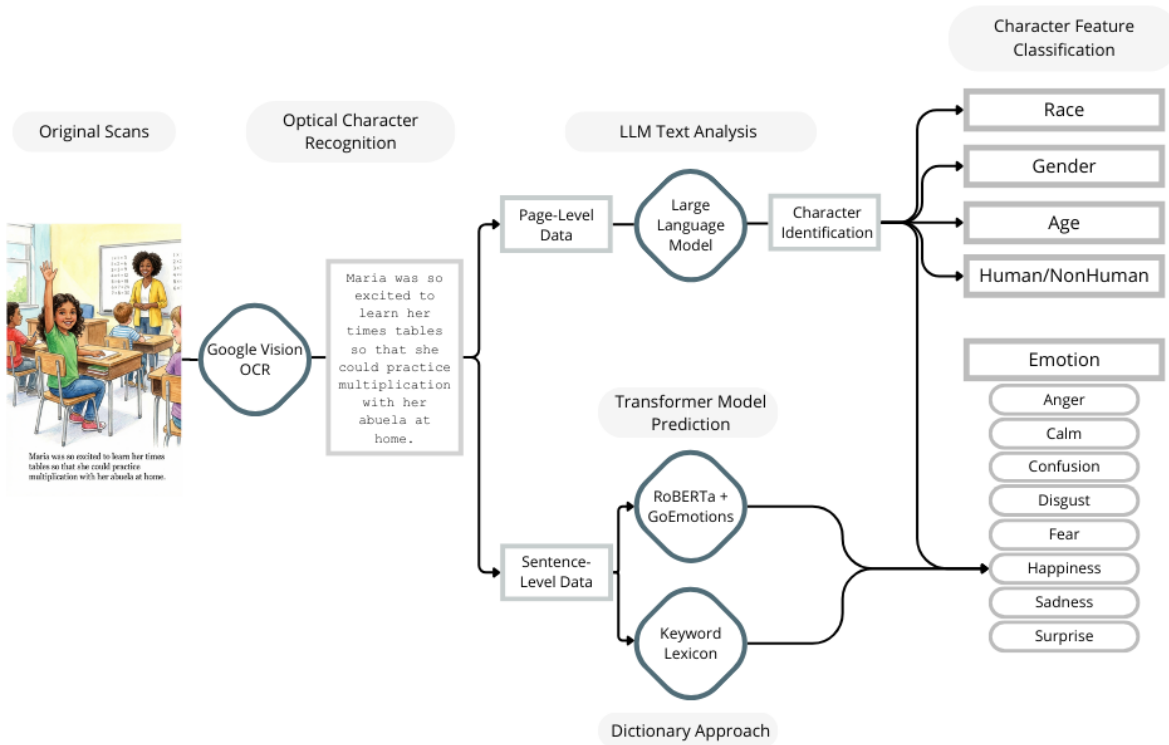 Original Scans
Maria was so excited to learn her times
tables so that she could practice
multiplication with her abuela at home.
Optical Character
Recognition
Google Vision
OCR
Maria was so
excited to
learn her
times tables
so that she
could practice
multiplication
with her
abuela at
home.
LLM Text Analysis
Page-Level
Data
Large
Language
Model
Character
Identification
Transformer Model
Prediction
Sentence-
Level Data
RoBERTa +
GoEmotions
Keyword
Lexicon
Dictionary Approach
Character Feature
Classification
Race
Gender
Age
Human/NonHuman
Emotion
Anger
Calm
Confusion
Disgust
Fear
Happiness
Sadness
Surprise